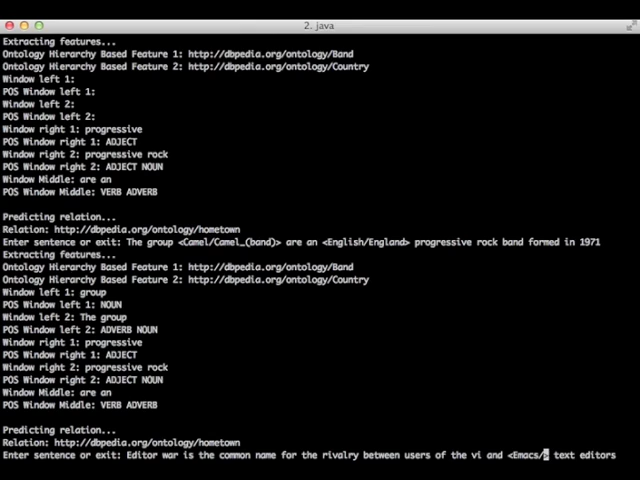 2. java
Extracting features...
Ontology Hierarchy Based Feature 1: http://dbpedia.org/ontology/Band
Ontology Hierarchy Based Feature 2: http://dbpedia.org/ontology/Country
Window left 1:
POS Window left 1:
Window left 2:
POS Window left 2:
Window right 1: progressive
POS Window right 1: ADJECT
Window right 2: progressive rock
POS Window right 2: ADJECT NOUN
Window Middle: are an
POS Window Middle: VERB ADVERB
Predicting relation...
Relation: http://dbpedia.org/ontology/hometown
Enter sentence or exit: The group <Camel/Camel_(band)> are an <English/England> progressive rock band formed in 1971
Extracting features...
Ontology Hierarchy Based Feature 1: http://dbpedia.org/ontology/Band
Ontology Hierarchy Based Feature 2: http://dbpedia.org/ontology/Country
Window left 1: group
POS Window left 1: NOUN
Window left 2: The group
POS Window left 2: ADVERB NOUN
Window right 1: progressive
POS Window right 1: ADJECT
Window right 2: progressive rock
POS Window right 2: ADJECT NOUN
Window Middle: are an
POS Window Middle: VERB ADVERB
Predicting relation...
Relation: http://dbpedia.org/ontology/hometown
Enter sentence or exit: Editor war is the common name for the rivalry between users of the vi and <Emacs/> text editors